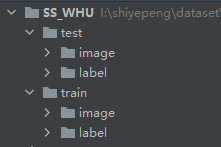 SS_WHU I:\shiyepeng\dataset\
test
image
label
train
image
label